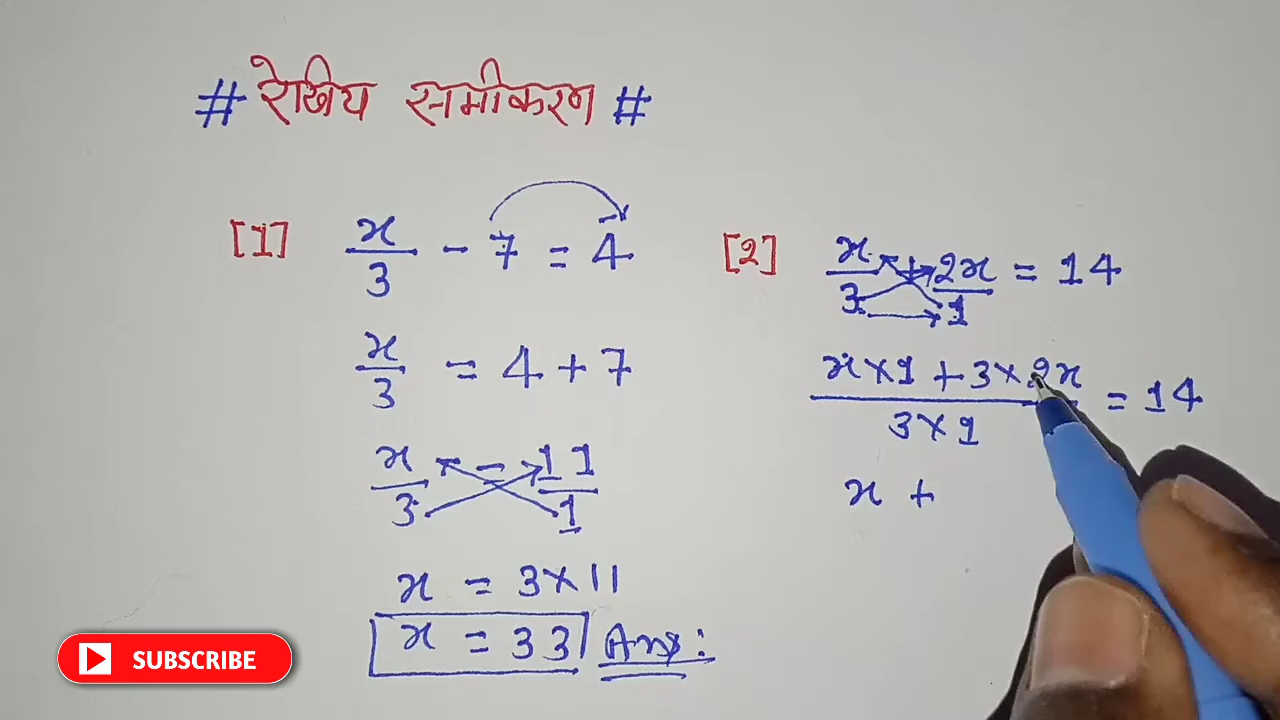 # रेखिय समीकरण #
[1] x/3 - 7 = 4
x/3 = 4 + 7
x/3 = 11/1
x = 3×11
x = 33 Ans:
[2] x/3 + 2x/1 = 14
x×1 + 3×2x / 3×1 = 14
x +
SUBSCRIBE